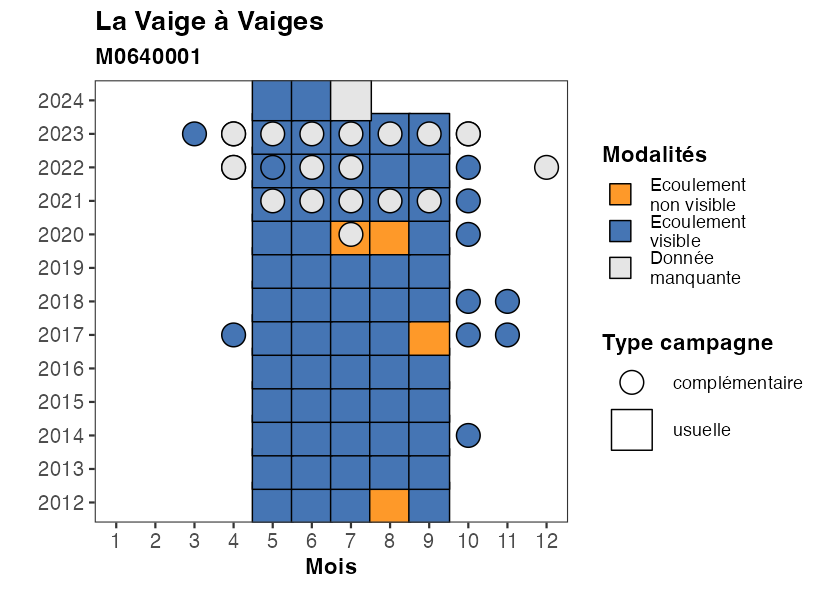 La Vaige à Vaiges
M0640001
2024
2023
2022
2021
2020
2019
2018
2017
2016
2015
2014
2013
2012
1 2 3 4 5 6 7 8 9 10 11 12
Mois
Modalités
Ecoulement
non visible
Ecoulement
visible
Donnée
manquante
Type campagne
complémentaire
usuelle